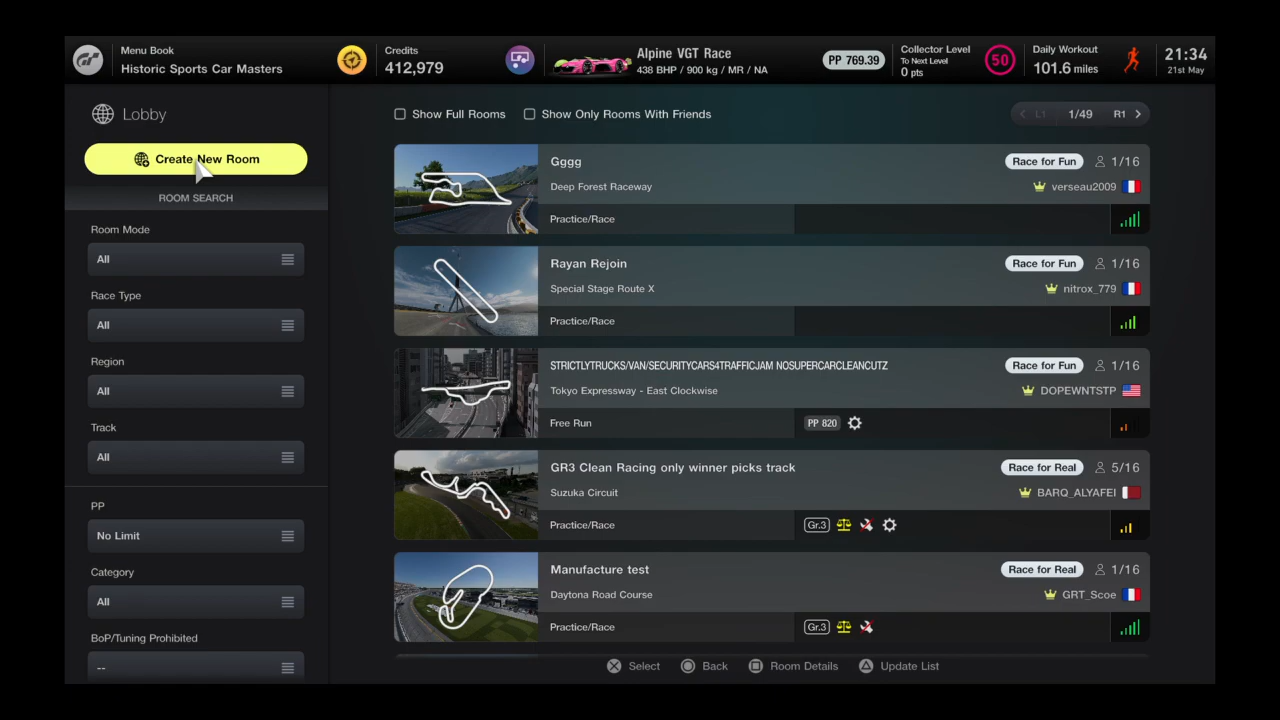 Menu Book
Historic Sports Car Masters
Credits
412,979
Alpine VGT Race
438 BHP / 900 kg / MR / NA
PP 769.39
Collector Level
To Next Level
0 pts
50
Daily Workout
101.6 miles
21:34
21st May
Lobby
Create New Room
ROOM SEARCH
Room Mode
All
Race Type
All
Region
All
Track
All
PP
No Limit
Category
All
BoP/Tuning Prohibited
--
Show Full Rooms
Show Only Rooms With Friends
< L1 1/49 R1 >
Gggg
Race for Fun 1/16
Deep Forest Raceway
verseau2009
Practice/Race
Rayan Rejoin
Race for Fun 1/16
Special Stage Route X
nitrox_779
Practice/Race
STRICTLYTRUCKS/VAN/SECURITYCARS4TRAFFICJAM NOSUPERCARCLEANCUTZ
Race for Fun 1/16
Tokyo Expressway - East Clockwise
DOPEWNTSTP
Free Run
PP 820
GR3 Clean Racing only winner picks track
Race for Real 5/16
Suzuka Circuit
BARQ_ALYAFEI
Practice/Race
Gr.3
Manufacture test
Race for Real 1/16
Daytona Road Course
GRT_Scoe
Practice/Race
Gr.3
Select Back Room Details Update List